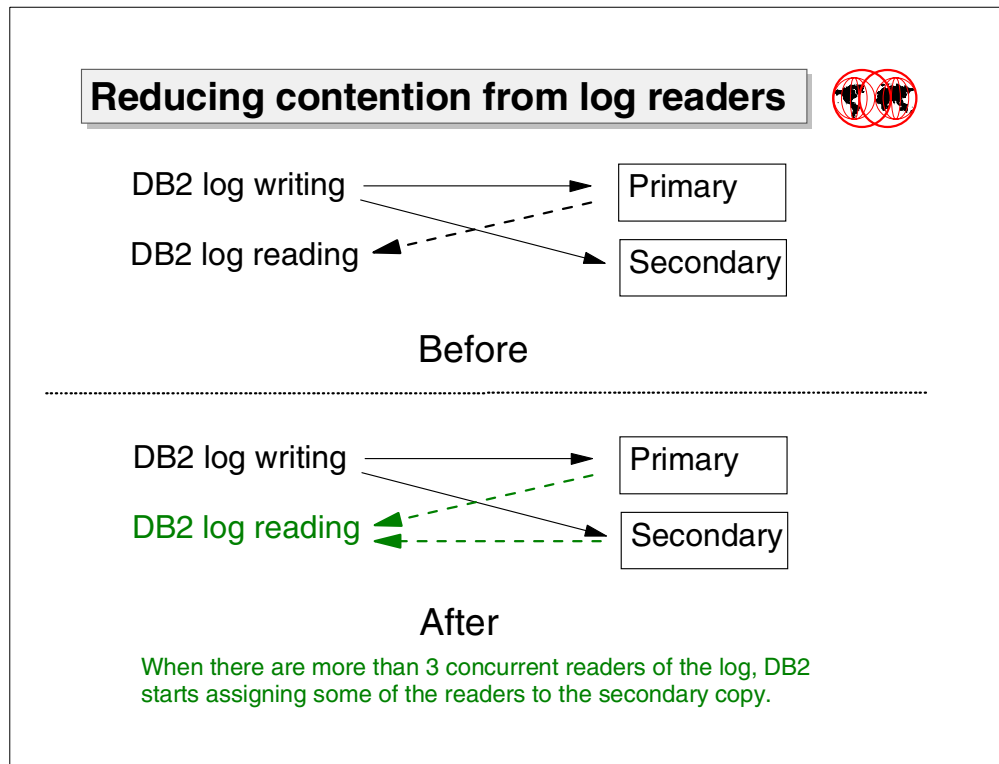 Reducing contention from log readers
DB2 log writing
Primary
DB2 log reading
Secondary
Before
DB2 log writing
Primary
DB2 log reading
Secondary
After
When there are more than 3 concurrent readers of the log, DB2
starts assigning some of the readers to the secondary copy.